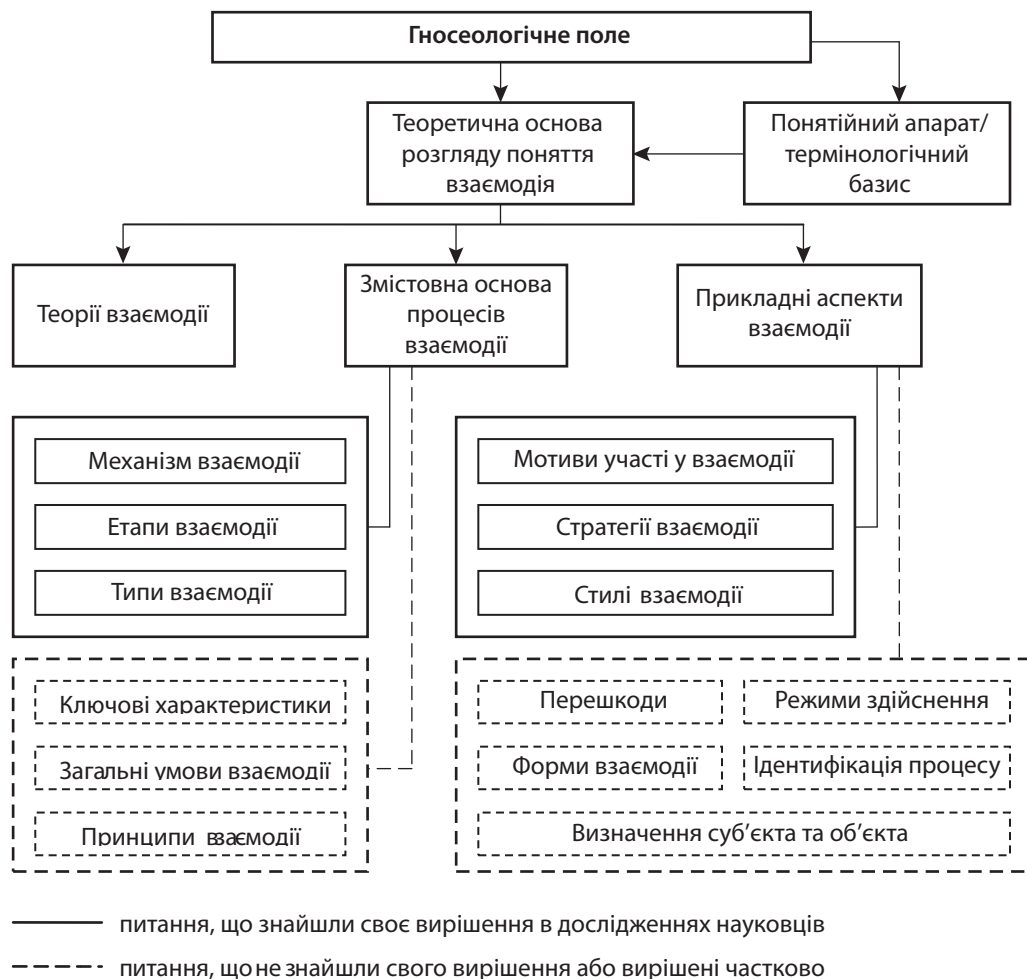 Гносеологічне поле
Теоретична основа
розгляду поняття
взаємодія
Понятійний апарат/
термінологічний
базис
Теорії взаємодії
Змістовна основа
процесів
взаємодії
Прикладні аспекти
взаємодії
Механізм взаємодії
Етапи взаємодії
Типи взаємодії
Мотиви участі у взаємодії
Стратегії взаємодії
Стилі взаємодії
Ключові характеристики
Загальні умови взаємодії
Принципи взаємодії
Перешкоди
Режими здійснення
Форми взаємодії
Ідентифікація процесу
Визначення суб’єкта та об’єкта
питання, що знайшли своє вирішення в дослідженнях науковців
питання, що не знайшли свого вирішення або вирішені частково